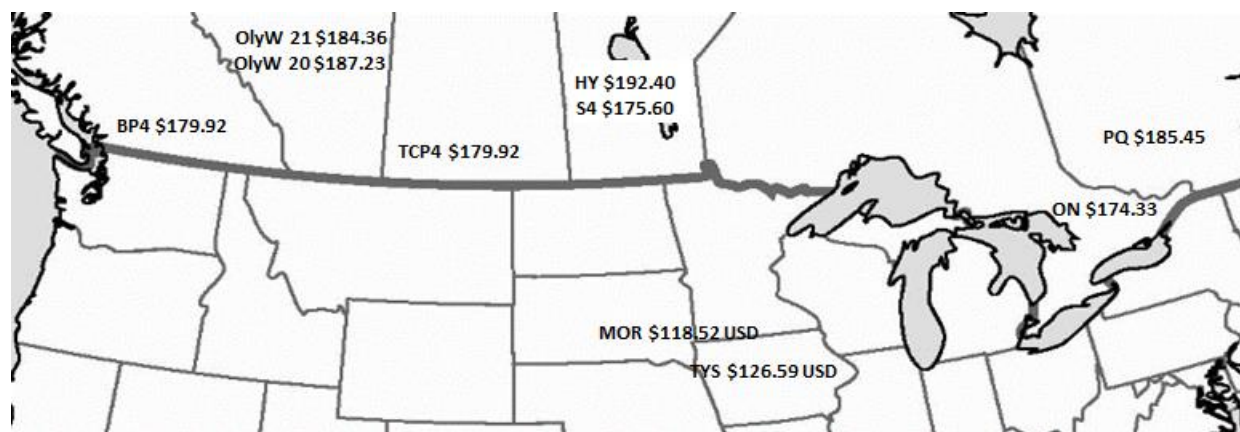 OlyW 21 $184.36
OlyW 20 $187.23
HY $192.40
S4 $175.60
BP4 $179.92
TCP4 $179.92
PQ $185.45
ON $174.33
MOR $118.52 USD
TYS $126.59 USD